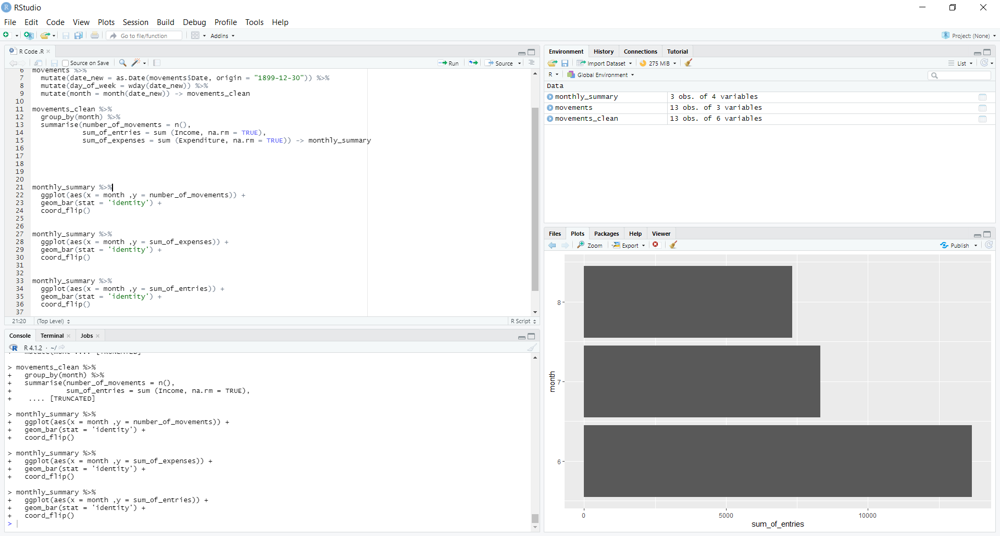 RStudio
File Edit Code View Plots Session Build Debug Profile Tools Help
Go to file/function Addins Project: (None)
R Code .R
Source on Save Run Source
6 movements %>%
7 mutate(date_new = as.Date(movements$Date, origin = "1899-12-30")) %>%
8 mutate(day_of_week = wday(date_new)) %>%
9 mutate(month = month(date_new)) -> movements_clean
10
11 movements_clean %>%
12 group_by(month) %>%
13 summarise(number_of_movements = n(),
14 sum_of_entries = sum (Income, na.rm = TRUE),
15 sum_of_expenses = sum (Expenditure, na.rm = TRUE)) -> monthly_summary
16
17
18
19
20
21 monthly_summary %>%
22 ggplot(aes(x = month ,y = number_of_movements)) +
23 geom_bar(stat = 'identity') +
24 coord_flip()
25
26
27 monthly_summary %>%
28 ggplot(aes(x = month ,y = sum_of_expenses)) +
29 geom_bar(stat = 'identity') +
30 coord_flip()
31
32
33 monthly_summary %>%
34 ggplot(aes(x = month ,y = sum_of_entries)) +
35 geom_bar(stat = 'identity') +
36 coord_flip()
37
21:20 (Top Level) R Script
Console Terminal Jobs
R 4.1.2 · ~/
> movements_clean %>%
+ group_by(month) %>%
+ summarise(number_of_movements = n(),
+ sum_of_entries = sum (Income, na.rm = TRUE),
+ .... [TRUNCATED]
> monthly_summary %>%
+ ggplot(aes(x = month ,y = number_of_movements)) +
+ geom_bar(stat = 'identity') +
+ coord_flip()
> monthly_summary %>%
+ ggplot(aes(x = month ,y = sum_of_expenses)) +
+ geom_bar(stat = 'identity') +
+ coord_flip()
> monthly_summary %>%
+ ggplot(aes(x = month ,y = sum_of_entries)) +
+ geom_bar(stat = 'identity') +
+ coord_flip()
>
Environment History Connections Tutorial
Import Dataset 275 MiB List
R Global Environment
Data
monthly_summary 3 obs. of 4 variables
movements 13 obs. of 3 variables
movements_clean 13 obs. of 6 variables
Files Plots Packages Help Viewer
Zoom Export Publish
8
7
6
month
0 5000 10000
sum_of_entries